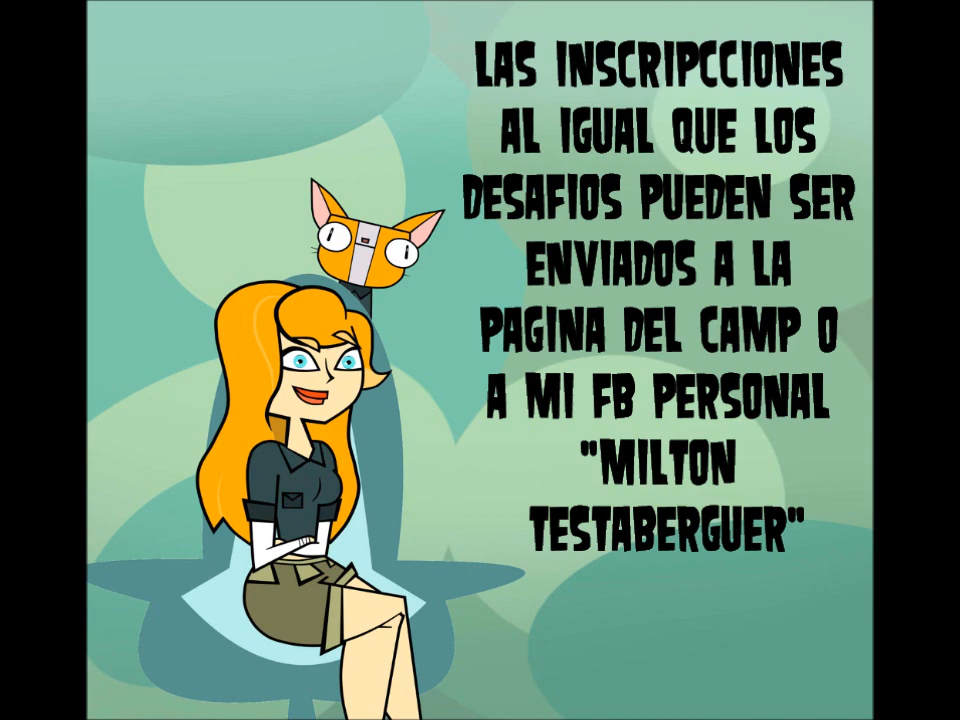 LAS INSCRIPCCIONES
AL IGUAL QUE LOS
DESAFIOS PUEDEN SER
ENVIADOS A LA
PAGINA DEL CAMP O
A MI FB PERSONAL
"MILTON
TESTABERGUER"